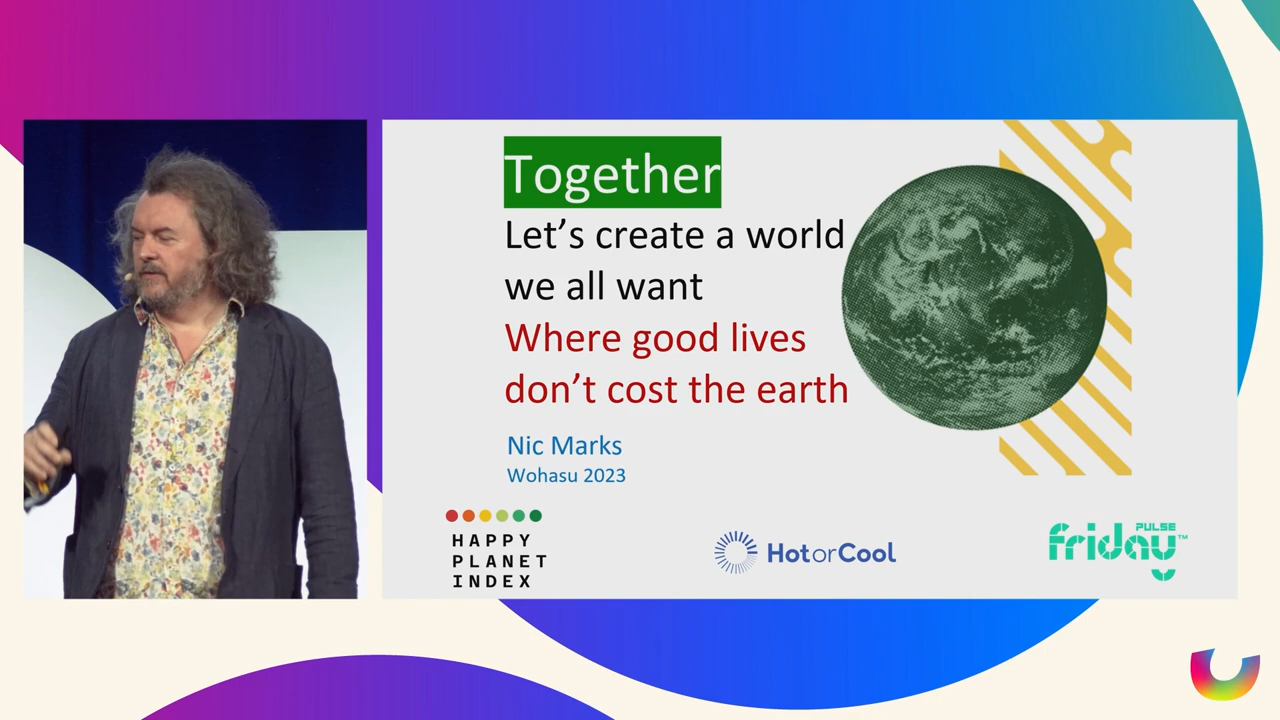 Together
Let’s create a world
we all want
Where good lives
don’t cost the earth
Nic Marks
Wohasu 2023
HAPPY
PLANET
INDEX
HotorCool
friday PULSE™